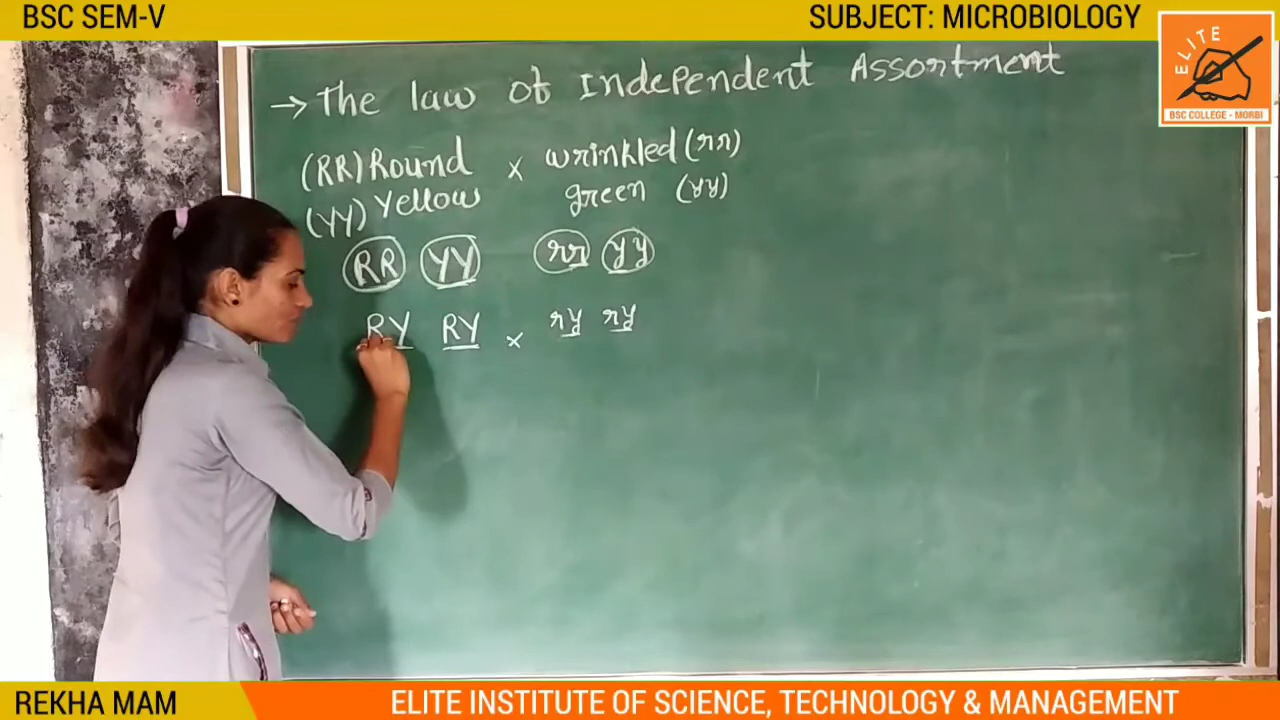 BSC SEM-V
SUBJECT: MICROBIOLOGY
ELITE
BSC COLLEGE - MORBI
→ The law of Independent Assortment
(RR) Round × wrinkled (rr)
(YY) Yellow green (yy)
RR YY rr yy
RY RY × ry ry
REKHA MAM
ELITE INSTITUTE OF SCIENCE, TECHNOLOGY & MANAGEMENT